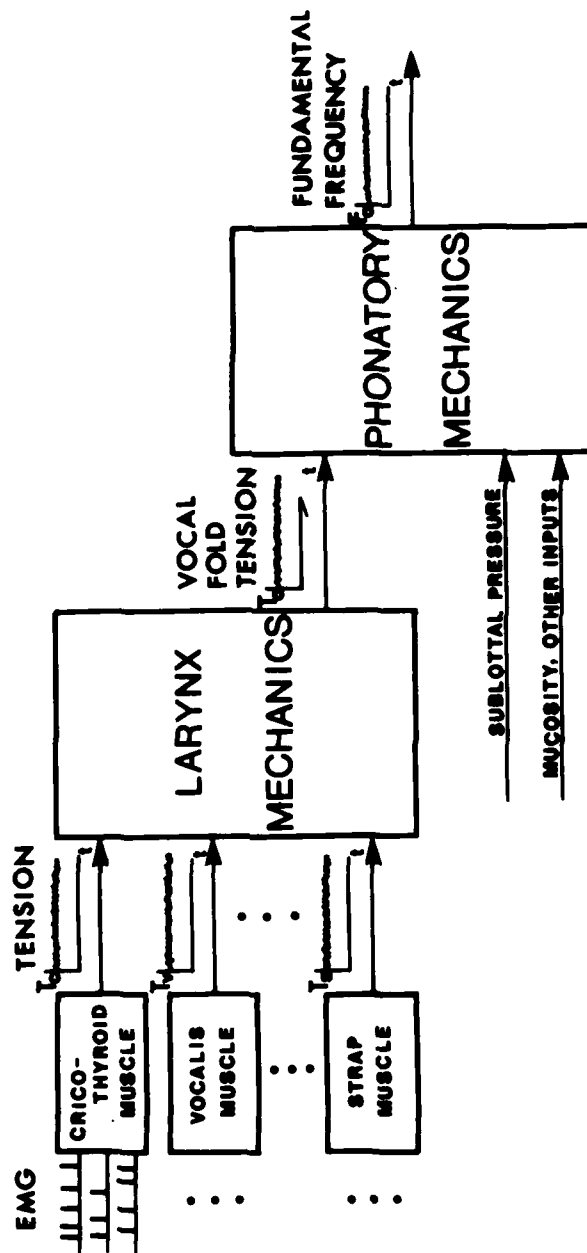 EMG
CRICO-
THYROID
MUSCLE
VOCALIS
MUSCLE
STRAP
MUSCLE
TENSION
t
t
t
LARYNX
MECHANICS
VOCAL
FOLD
TENSION
t
SUBLOTTAL PRESSURE
MUCOSITY, OTHER INPUTS
PHONATORY
MECHANICS
FUNDAMENTAL
FREQUENCY
t